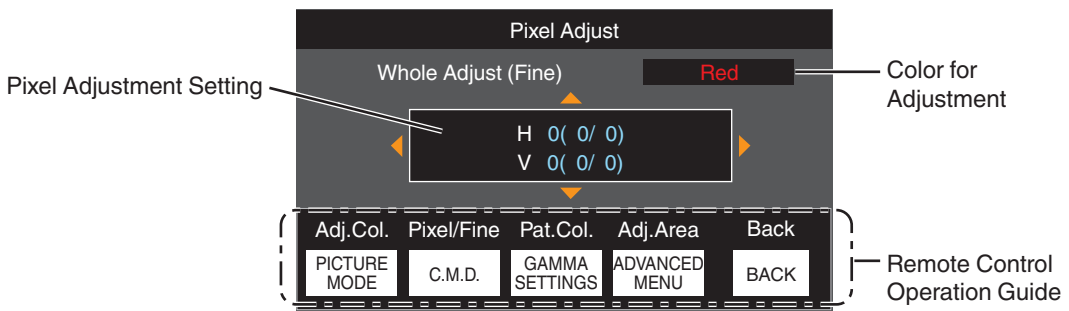 Pixel Adjust
Whole Adjust (Fine) Red
Pixel Adjustment Setting
Color for
Adjustment
H 0( 0/ 0)
V 0( 0/ 0)
Adj.Col. Pixel/Fine Pat.Col. Adj.Area Back
PICTURE
MODE
C.M.D.
GAMMA
SETTINGS
ADVANCED
MENU
BACK
Remote Control
Operation Guide